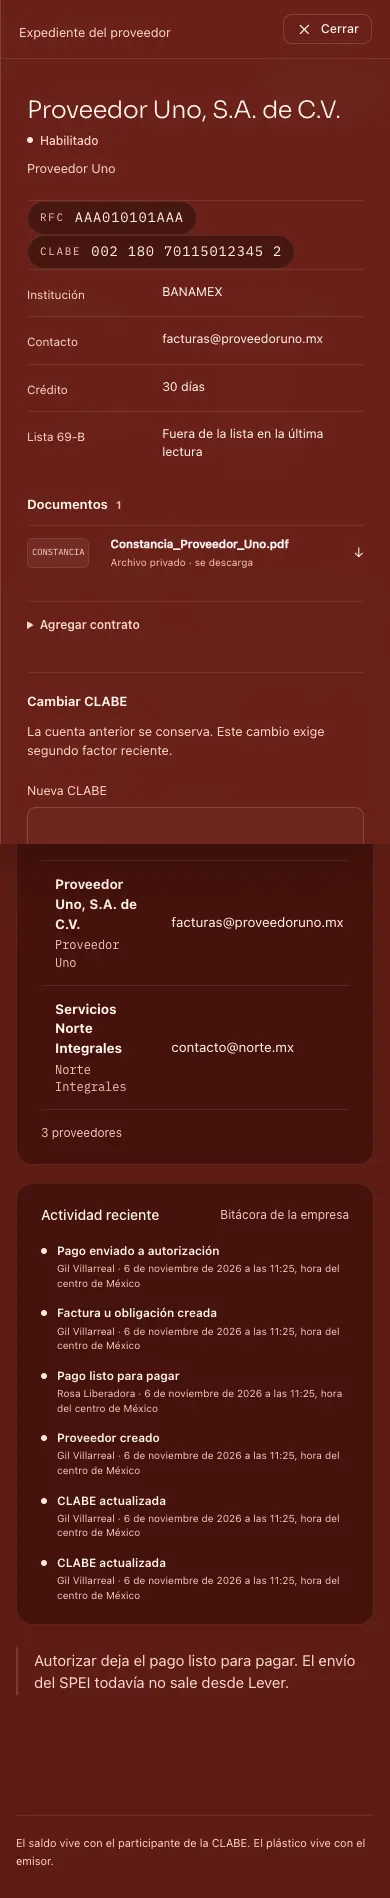 Expediente del proveedor
Cerrar
Proveedor Uno, S.A. de C.V.
Habilitado
Proveedor Uno
RFC AAA010101AAA
CLABE 002 180 70115012345 2
Institución BANAMEX
Contacto facturas@proveedoruno.mx
Crédito 30 días
Lista 69-B Fuera de la lista en la última
lectura
Documentos 1
CONSTANCIA
Constancia_Proveedor_Uno.pdf
Archivo privado · se descarga
Agregar contrato
Cambiar CLABE
La cuenta anterior se conserva. Este cambio exige
segundo factor reciente.
Nueva CLABE
Proveedor
Uno, S.A. de
C.V.
Proveedor
Uno
facturas@proveedoruno.mx
Servicios
Norte
Integrales
Norte
Integrales
contacto@norte.mx
3 proveedores
Actividad reciente
Bitácora de la empresa
Pago enviado a autorización
Gil Villarreal · 6 de noviembre de 2026 a las 11:25, hora del
centro de México
Factura u obligación creada
Gil Villarreal · 6 de noviembre de 2026 a las 11:25, hora del
centro de México
Pago listo para pagar
Rosa Liberadora · 6 de noviembre de 2026 a las 11:25, hora
del centro de México
Proveedor creado
Gil Villarreal · 6 de noviembre de 2026 a las 11:25, hora del
centro de México
CLABE actualizada
Gil Villarreal · 6 de noviembre de 2026 a las 11:25, hora del
centro de México
CLABE actualizada
Gil Villarreal · 6 de noviembre de 2026 a las 11:25, hora del
centro de México
Autorizar deja el pago listo para pagar. El envío
del SPEI todavía no sale desde Lever.
El saldo vive con el participante de la CLABE. El plástico vive con el
emisor.